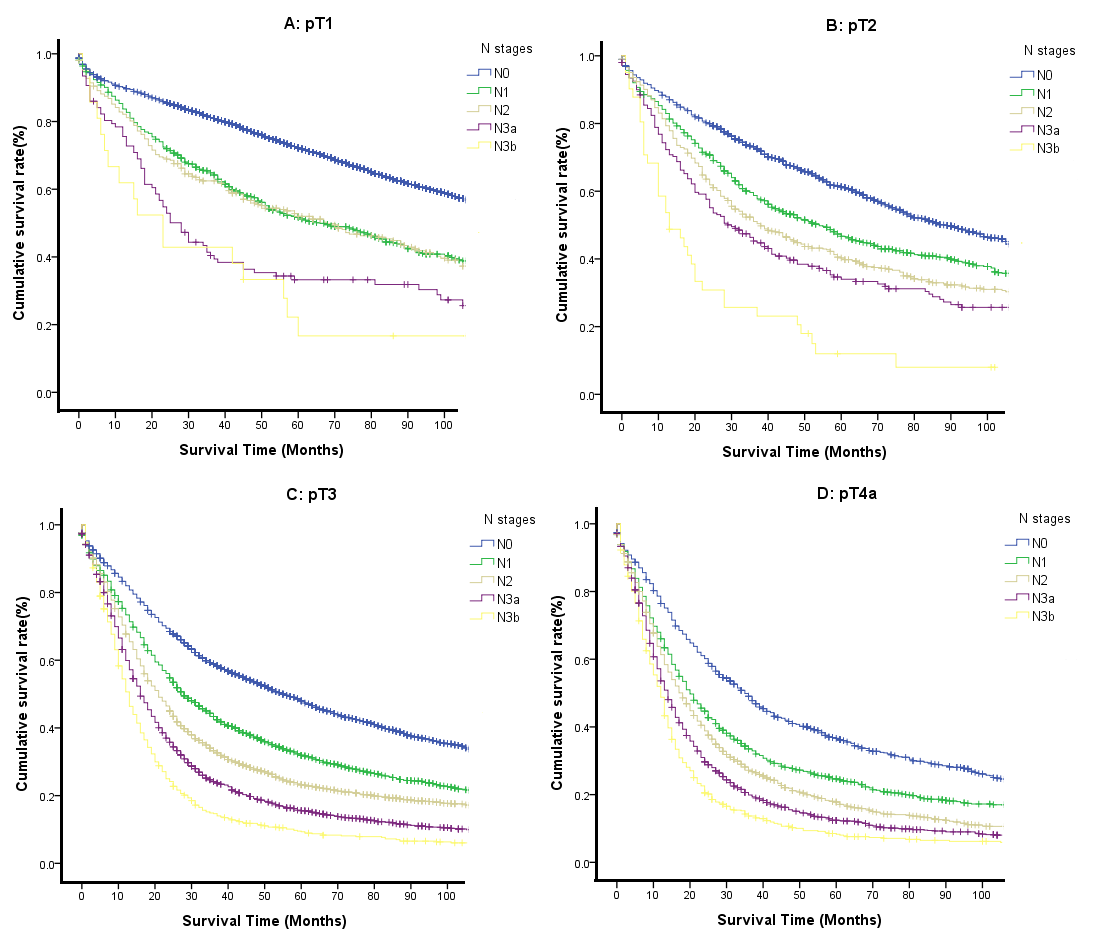 A: pT1
N stages
N0
N1
N2
N3a
N3b
Cumulative survival rate(%)
1.0
0.8
0.6
0.4
0.2
0.0
0 10 20 30 40 50 60 70 80 90 100
Survival Time (Months)
B: pT2
N stages
N0
N1
N2
N3a
N3b
Cumulative survival rate(%)
1.0
0.8
0.6
0.4
0.2
0.0
0 10 20 30 40 50 60 70 80 90 100
Survival Time (Months)
C: pT3
N stages
N0
N1
N2
N3a
N3b
Cumulative survival rate(%)
1.0
0.8
0.6
0.4
0.2
0.0
0 10 20 30 40 50 60 70 80 90 100
Survival Time (Months)
D: pT4a
N stages
N0
N1
N2
N3a
N3b
Cumulative survival rate(%)
1.0
0.8
0.6
0.4
0.2
0.0
0 10 20 30 40 50 60 70 80 90 100
Survival Time (Months)